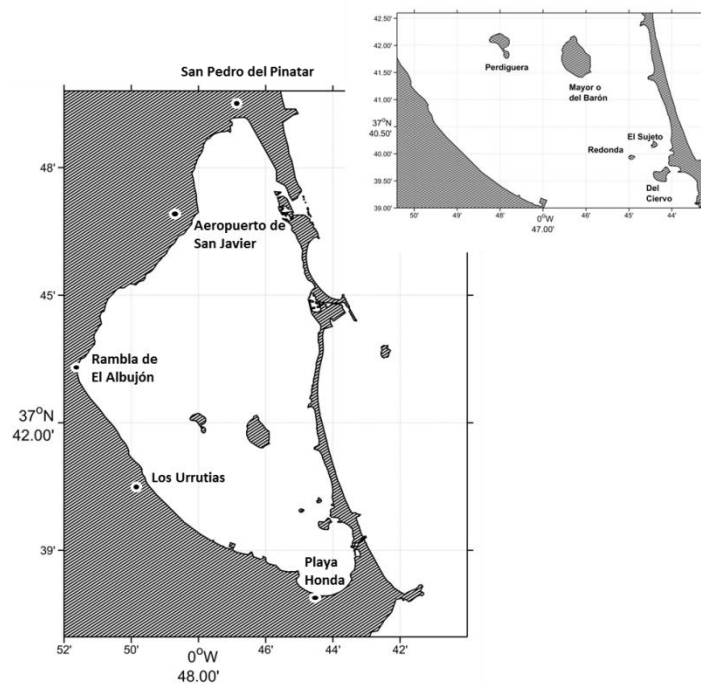 San Pedro del Pinatar
48'
Aeropuerto de
San Javier
45'
Rambla de
El Albujón
37°N
42.00'
Los Urrutias
39'
Playa
Honda
52'
50'
0°W
48.00'
46'
44'
42'
42.50'
42.00'
41.50'
41.00'
37°N
40.50'
40.00'
39.50'
39.00'
Perdiguera
Mayor o
del Barón
El Sujeto
Redonda
Del
Ciervo
50'
49'
48'
0°W
47.00'
46'
45'
44'